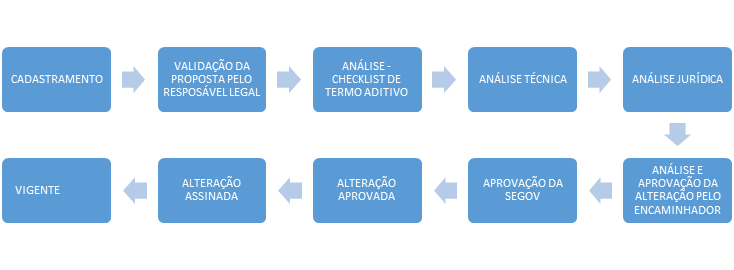 CADASTRAMENTO
VALIDAÇÃO DA
PROPOSTA PELO
RESPOSÁVEL LEGAL
ANÁLISE -
CHECKLIST DE
TERMO ADITIVO
ANÁLISE TÉCNICA
ANÁLISE JURÍDICA
ANÁLISE E
APROVAÇÃO DA
ALTERAÇÃO PELO
ENCAMINHADOR
APROVAÇÃO DA
SEGOV
ALTERAÇÃO
APROVADA
ALTERAÇÃO
ASSINADA
VIGENTE